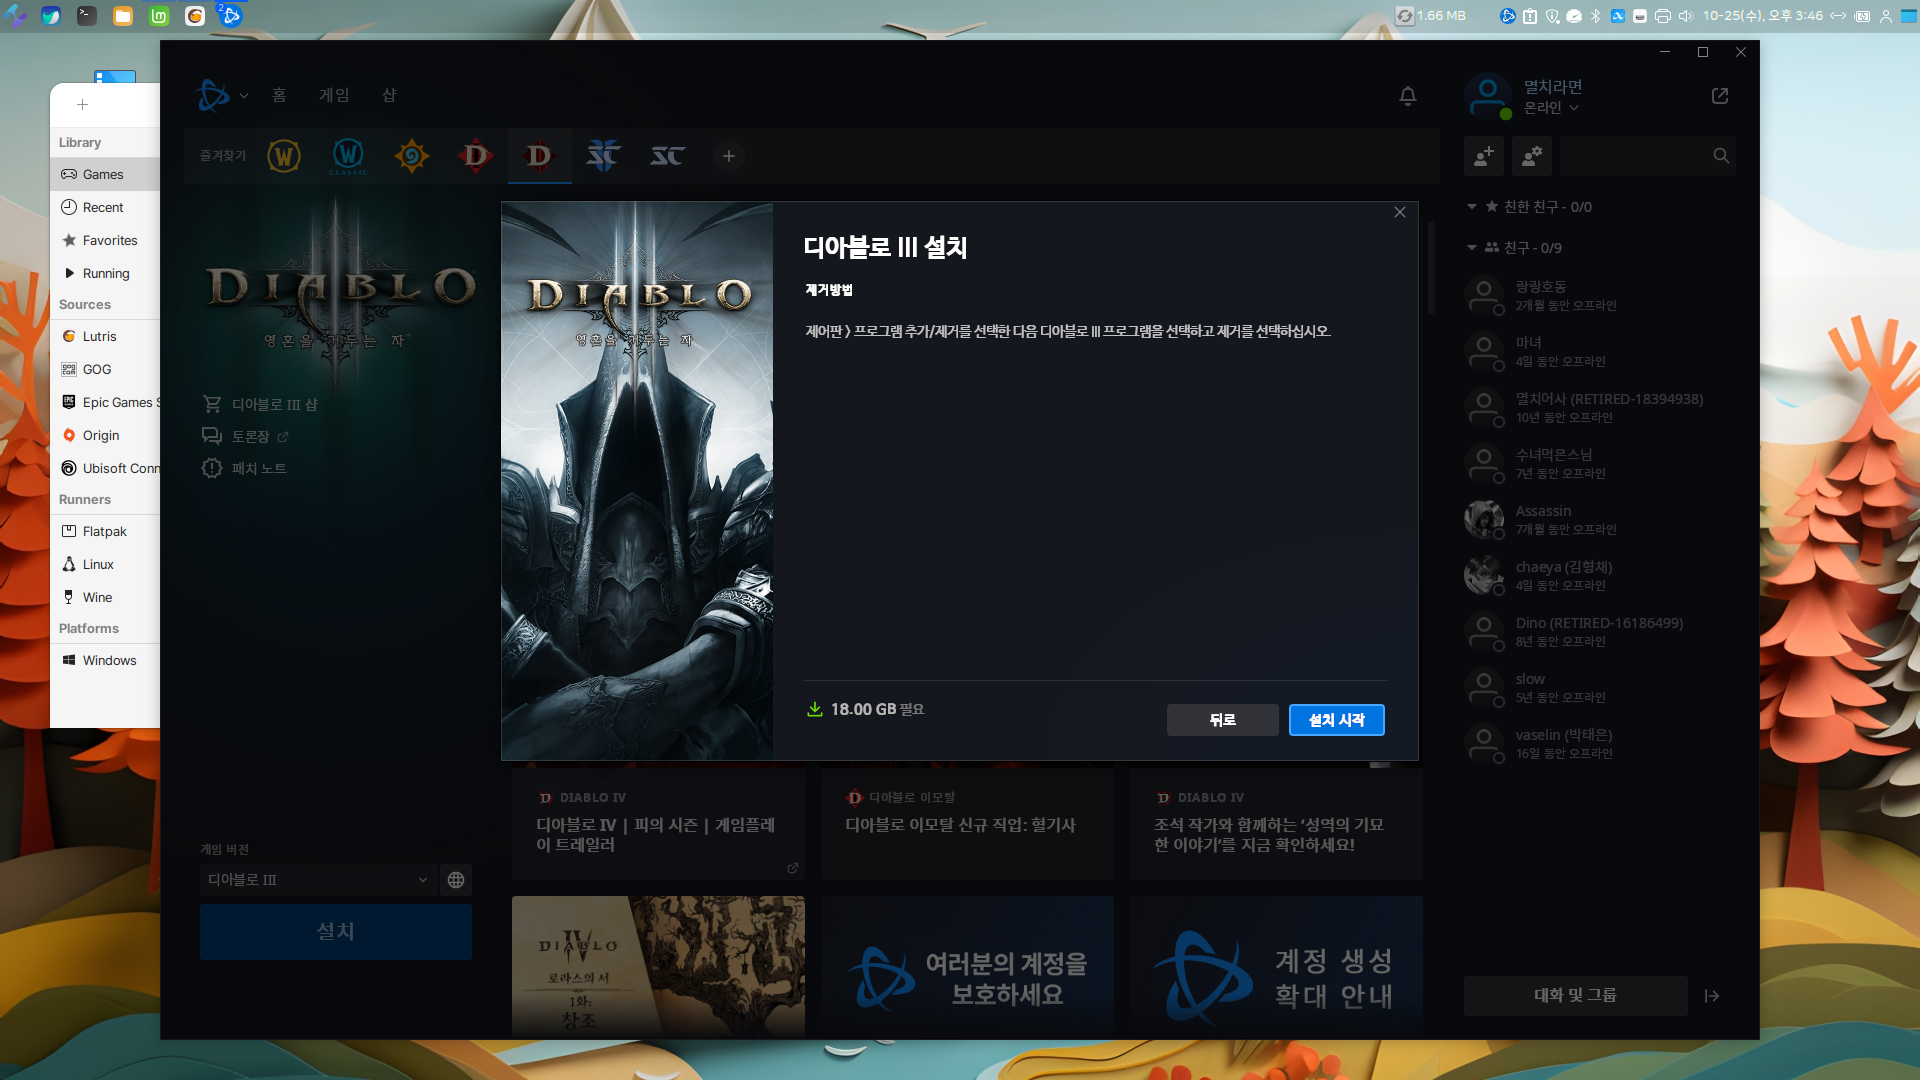 2
1.66 MB
10-25(수), 오후 3:46
Library
Games
Recent
Favorites
Running
Sources
Lutris
GOG
Epic Games S
Origin
Ubisoft Conn
Runners
Flatpak
Linux
Wine
Platforms
Windows
홈
게임
샵
즐겨찾기
CLASSIC
DIABLO
영혼을 거두는 자
디아블로 III 샵
토론장
패치 노트
게임 버전
디아블로 III
설치
DIABLO
영혼을 거두는 자
디아블로 III 설치
제거방법
제어판 > 프로그램 추가/제거를 선택한 다음 디아블로 III 프로그램을 선택하고 제거를 선택하십시오.
18.00 GB 필요
뒤로
설치 시작
DIABLO IV
디아블로 IV | 피의 시즌 | 게임플레
이 트레일러
디아블로 이모탈
디아블로 이모탈 신규 직업: 혈기사
DIABLO IV
조석 작가와 함께하는 ‘성역의 기묘
한 이야기’를 지금 확인하세요!
DIABLO
IV
로라스의 서
1화:
창조
여러분의 계정을
보호하세요
계정 생성
확대 안내
멸치라면
온라인
친한 친구 - 0/0
친구 - 0/9
랑랑호동
2개월 동안 오프라인
마녀
4일 동안 오프라인
멸치어사 (RETIRED-18394938)
10년 동안 오프라인
수녀먹은스님
7년 동안 오프라인
Assassin
7개월 동안 오프라인
chaeya (김형채)
4일 동안 오프라인
Dino (RETIRED-16186499)
8년 동안 오프라인
slow
5년 동안 오프라인
vaselin (박태은)
16일 동안 오프라인
대화 및 그룹